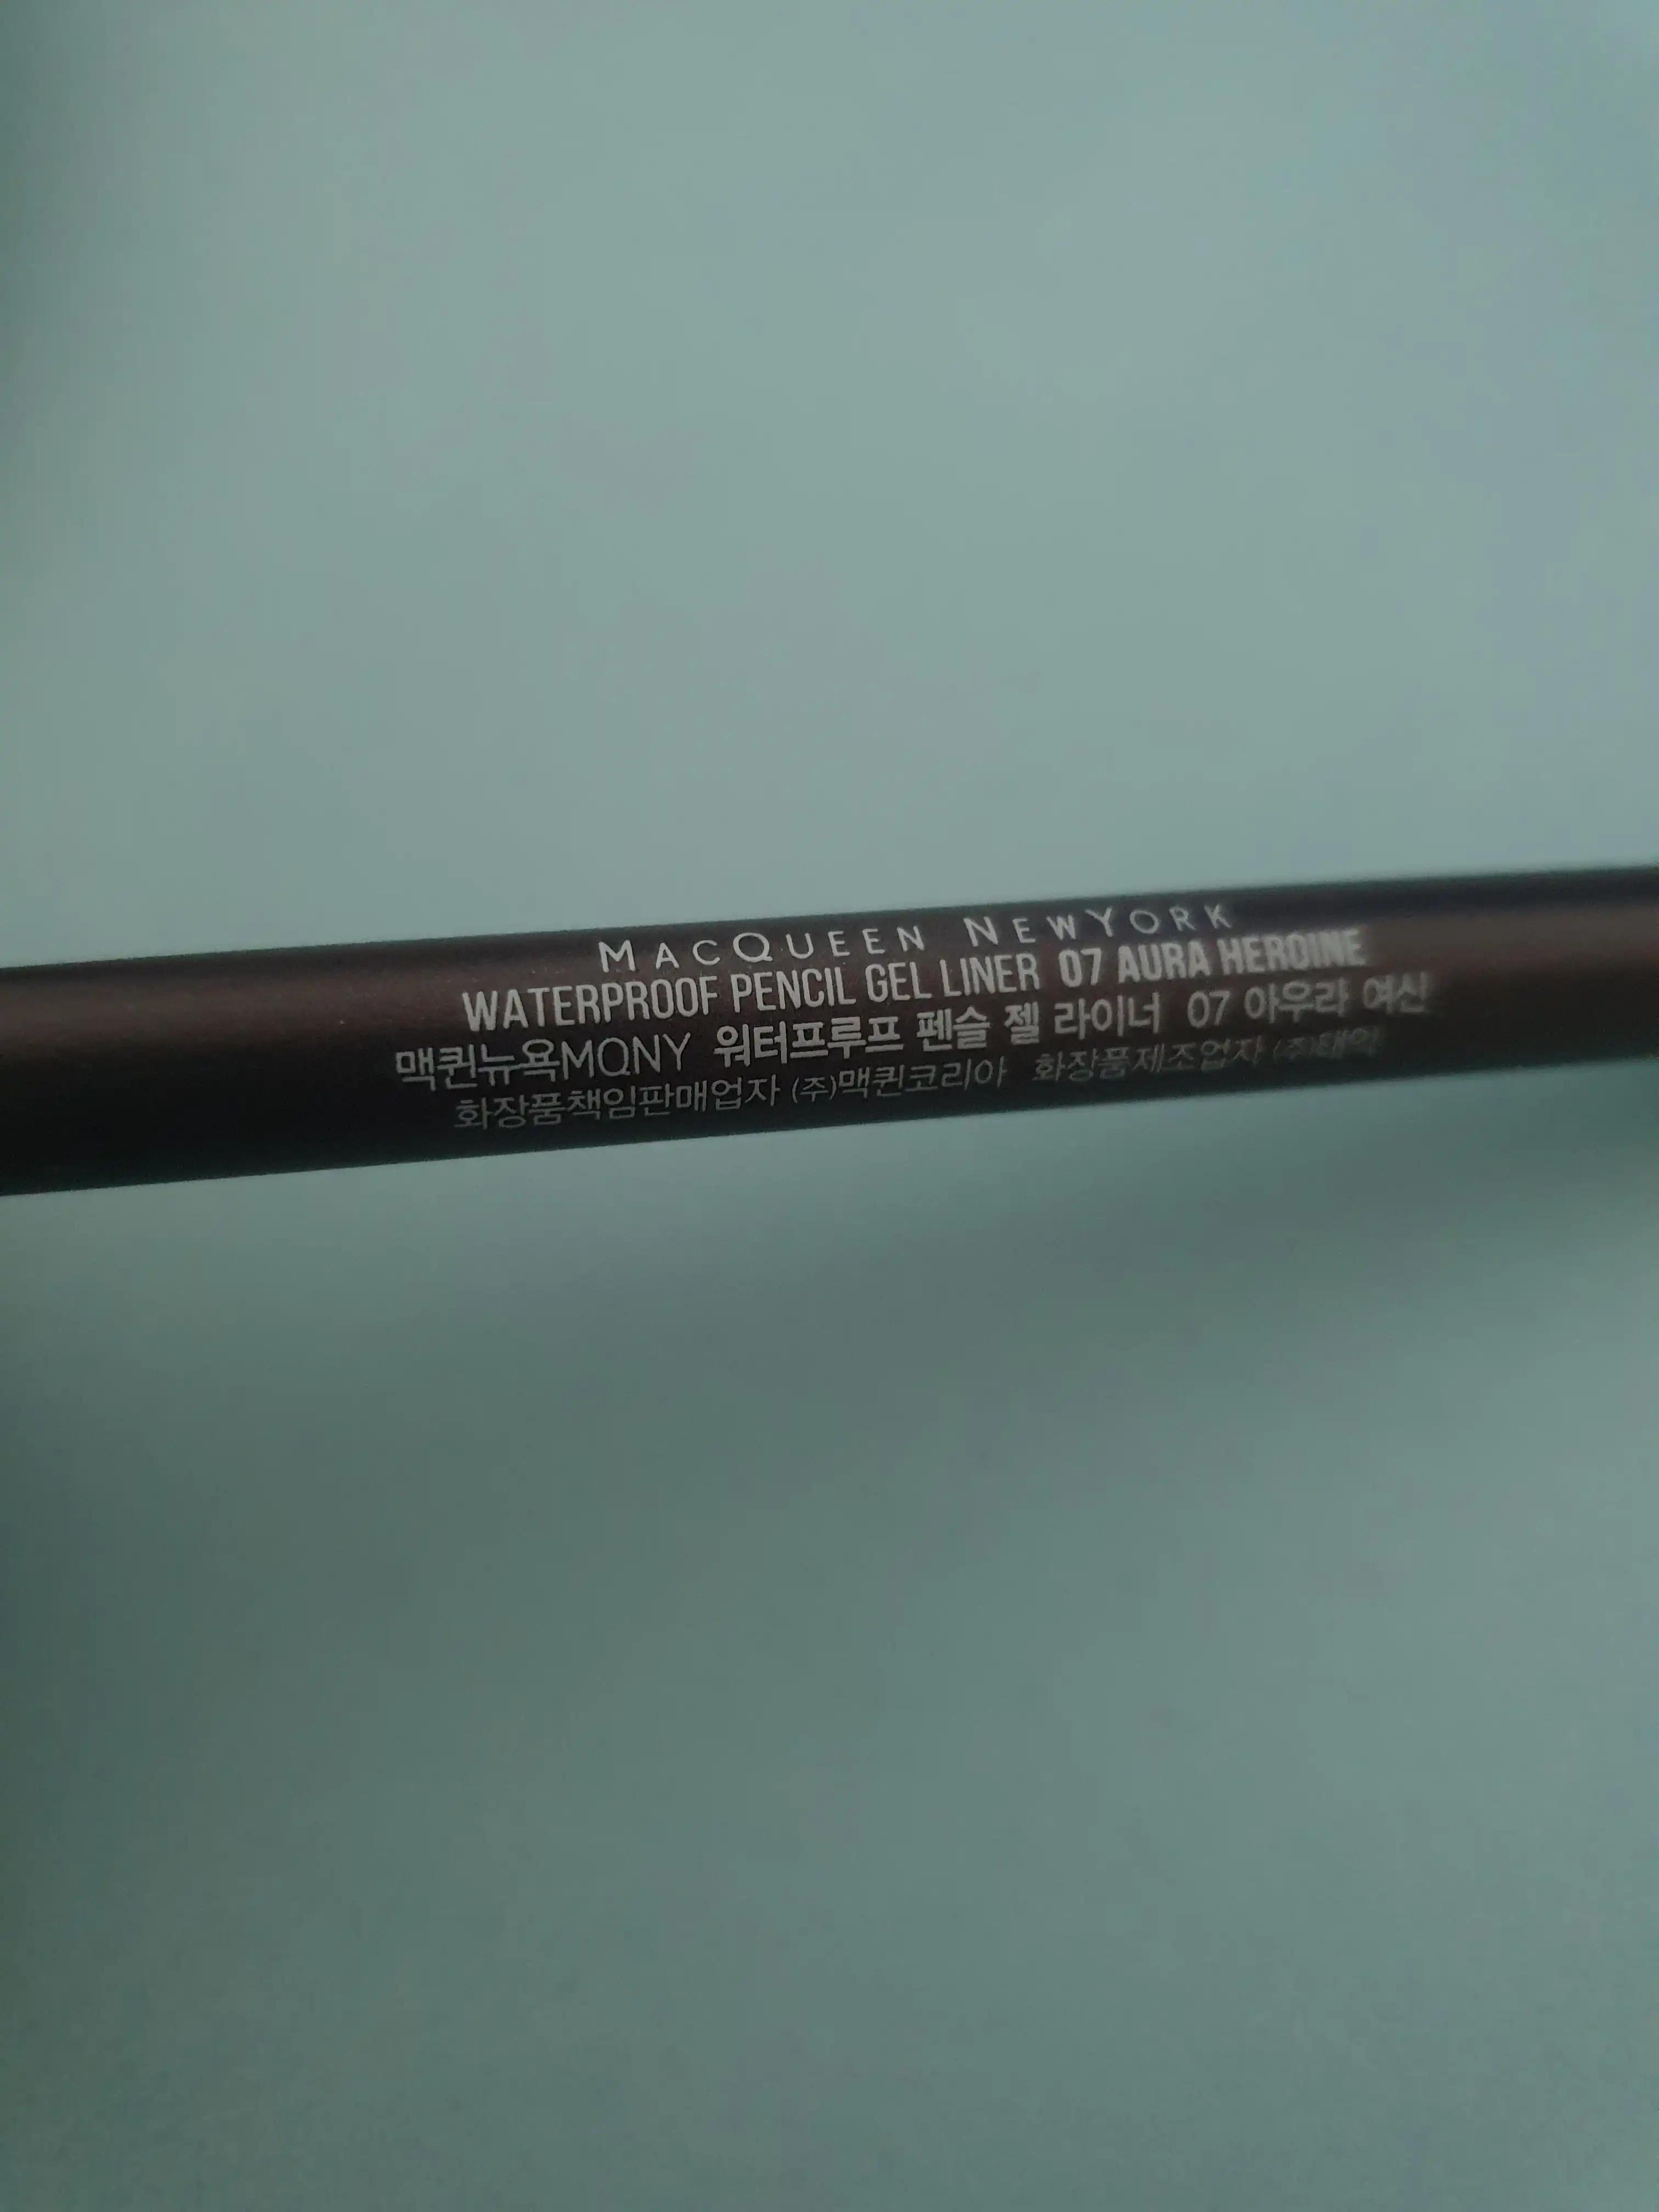 MACQUEEN NEWYORK
WATERPROOF PENCIL GEL LINER 07 AURA HEROINE
맥퀸뉴욕MQNY 워터프루프 펜슬 젤 라이너 07 아우라 여신
화장품책임판매업자 (주)맥퀸코리아 화장품제조업자